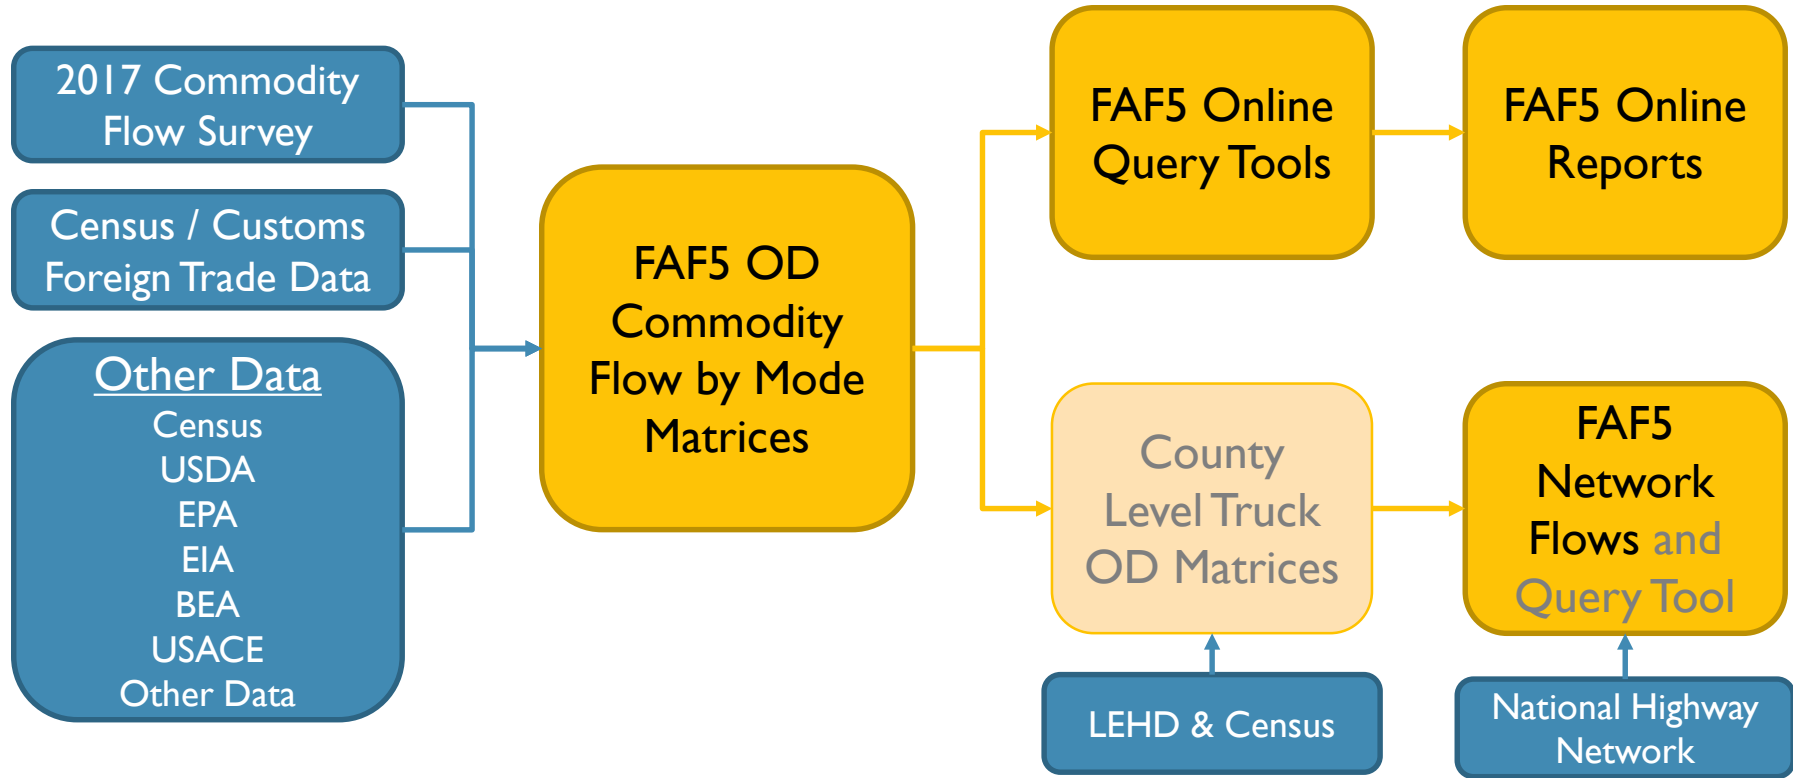 2017 Commodity
Flow Survey
Census / Customs
Foreign Trade Data
Other Data
Census
USDA
EPA
EIA
BEA
USACE
Other Data
FAF5 OD
Commodity
Flow by Mode
Matrices
FAF5 Online
Query Tools
FAF5 Online
Reports
County
Level Truck
OD Matrices
FAF5
Network
Flows and
Query Tool
LEHD & Census
National Highway
Network